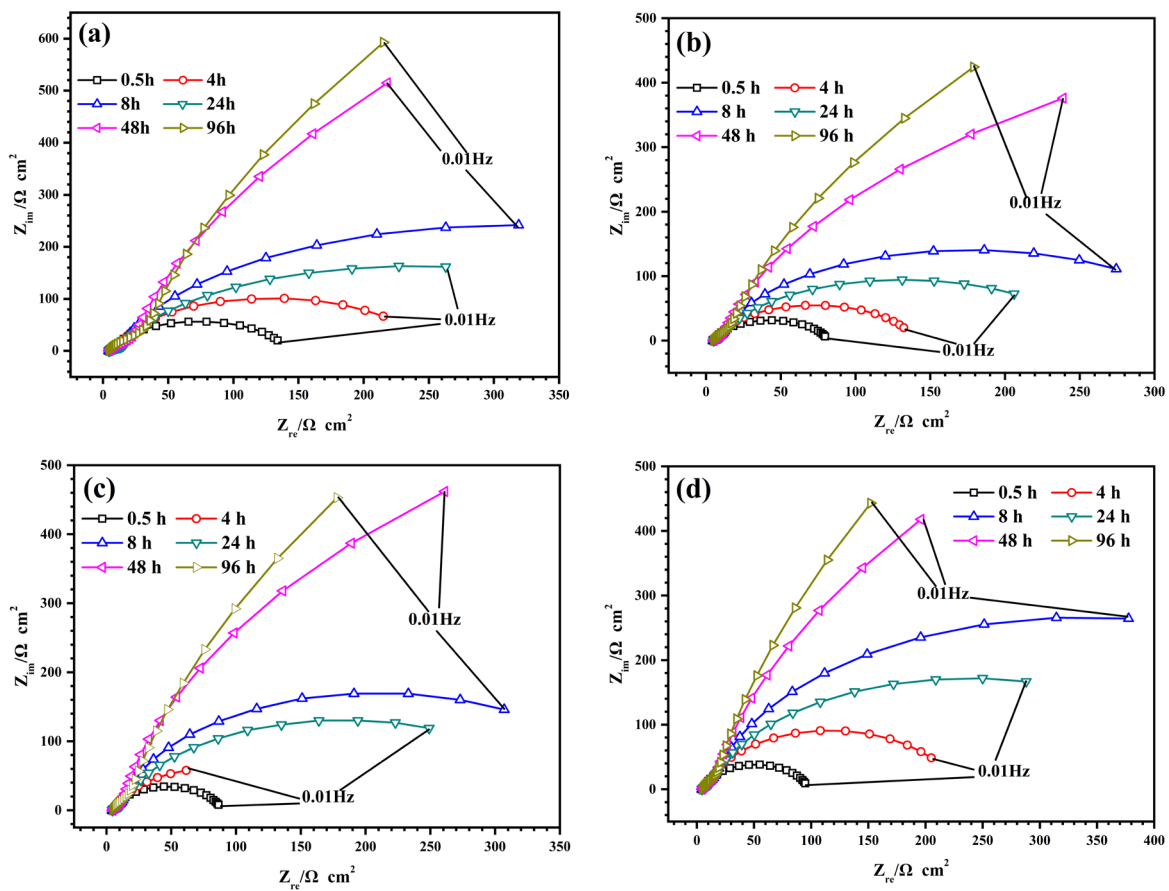 (a)
0.5h 4h
8h 24h
48h 96h
0.01Hz
0.01Hz
Z_im/Ω cm²
0 100 200 300 400 500 600
0 50 100 150 200 250 300 350
Z_re/Ω cm²
(b)
0.5 h 4 h
8 h 24 h
48 h 96 h
0.01Hz
0.01Hz
Z_im/Ω cm²
0 100 200 300 400 500
0 50 100 150 200 250 300
Z_re/Ω cm²
(c)
0.5 h 4 h
8 h 24 h
48 h 96 h
0.01Hz
0.01Hz
Z_im/Ω cm²
0 100 200 300 400 500
0 50 100 150 200 250 300 350
Z_re/Ω cm²
(d)
0.5 h 4 h
8 h 24 h
48 h 96 h
0.01Hz
0.01Hz
Z_im/Ω cm²
0 100 200 300 400 500
0 50 100 150 200 250 300 350 400
Z_re/Ω cm²